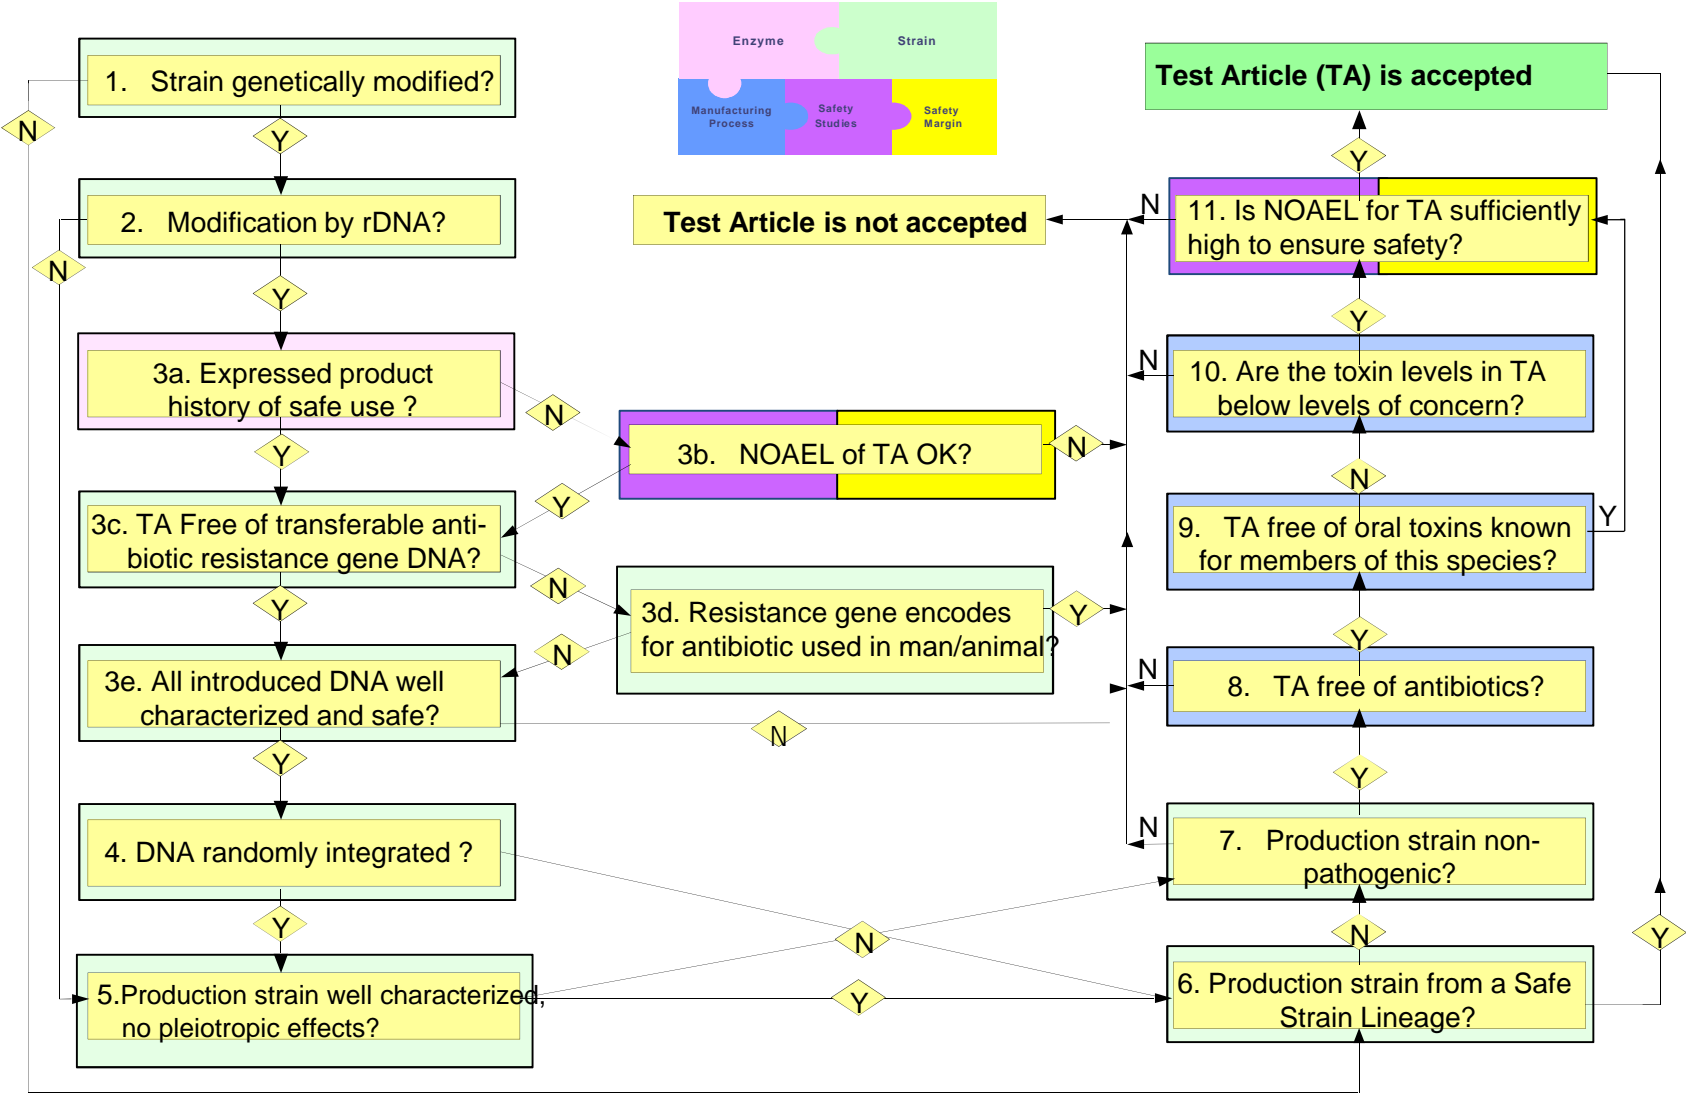 Enzyme
Strain
Manufacturing
Process
Safety
Studies
Safety
Margin
1. Strain genetically modified?
N
Y
2. Modification by rDNA?
N
Y
3a. Expressed product
history of safe use ?
N
Y
3b. NOAEL of TA OK?
N
Y
3c. TA Free of transferable anti-
biotic resistance gene DNA?
N
Y
3d. Resistance gene encodes
for antibiotic used in man/animal?
Y
N
3e. All introduced DNA well
characterized and safe?
N
Y
4. DNA randomly integrated ?
N
Y
5.Production strain well characterized,
no pleiotropic effects?
Y
6. Production strain from a Safe
Strain Lineage?
Y
N
7. Production strain non-
pathogenic?
N
Y
8. TA free of antibiotics?
N
Y
9. TA free of oral toxins known
for members of this species?
Y
N
10. Are the toxin levels in TA
below levels of concern?
N
Y
11. Is NOAEL for TA sufficiently
high to ensure safety?
N
Y
Test Article is not accepted
Test Article (TA) is accepted